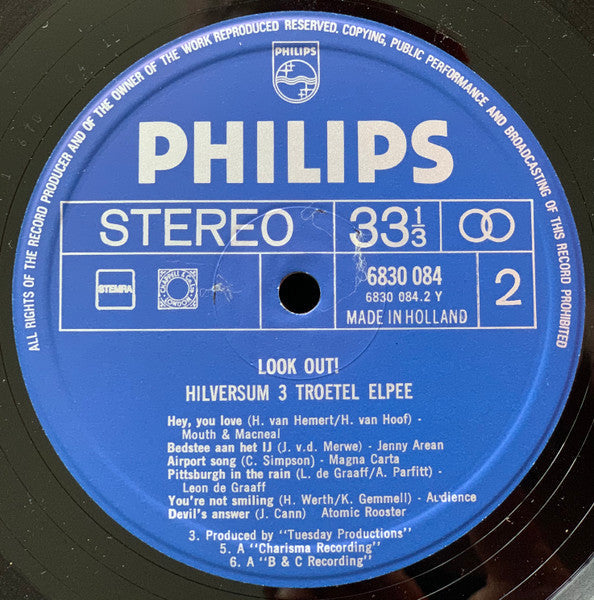 ALL RIGHTS OF THE RECORD PRODUCER AND OF THE OWNER OF THE WORK REPRODUCED RESERVED. COPYING, PUBLIC PERFORMANCE AND BROADCASTING OF THIS RECORD PROHIBITED
PHILIPS
PHILIPS
STEREO 33 1/3
STEMRA
6830 084
6830 084.2 Y
MADE IN HOLLAND
2
LOOK OUT!
HILVERSUM 3 TROETEL ELPEE
Hey, you love (H. van Hemert/H. van Hoof) -
Mouth & Macneal
Bedstee aan het IJ (J. v.d. Merwe) - Jenny Arean
Airport song (C. Simpson) - Magna Carta
Pittsburgh in the rain (L. de Graaff/A. Parfitt) -
Leon de Graaff
You're not smiling (H. Werth/K. Gemmell) - Audience
Devil's answer (J. Cann) Atomic Rooster
3. Produced by "Tuesday Productions"
5. A "Charisma Recording"
6. A "B & C Recording"